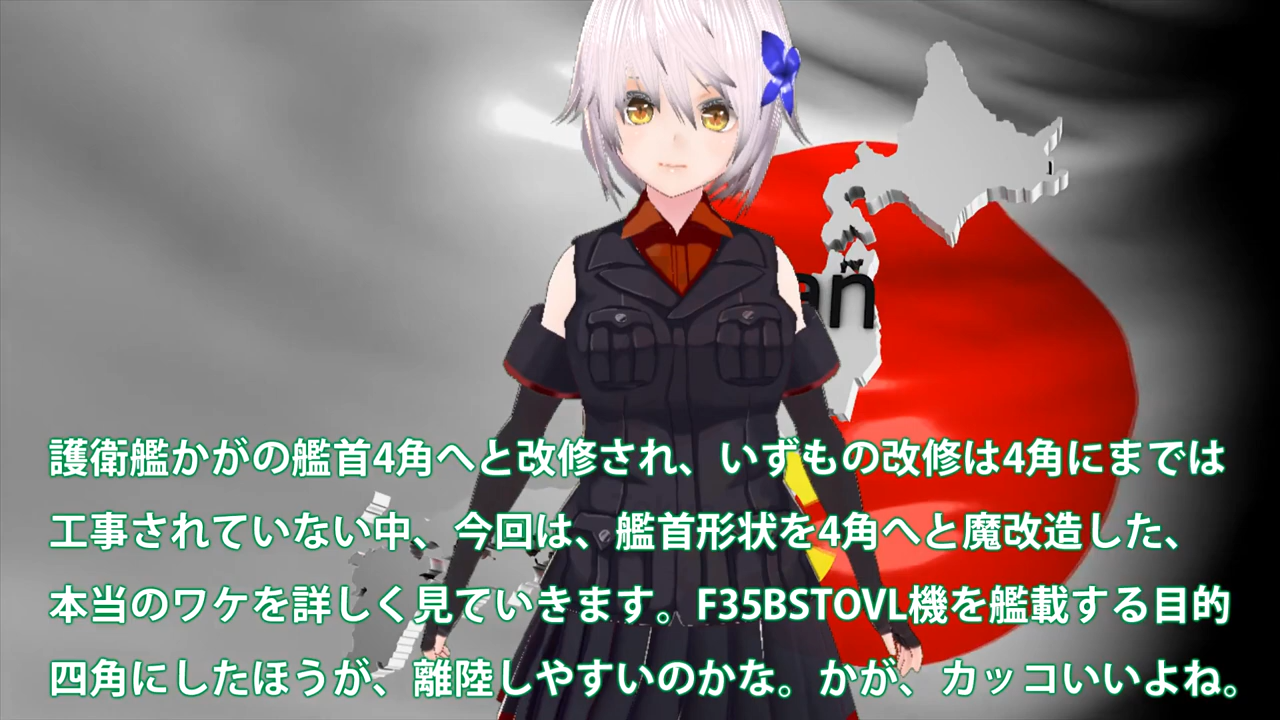 an
護衛艦かがの艦首4角へと改修され、いずもの改修は4角にまでは
工事されていない中、今回は、艦首形状を4角へと魔改造した、
本当のワケを詳しく見ていきます。F35BSTOVL機を艦載する目的
四角にしたほうが、離陸しやすいのかな。かが、カッコいいよね。